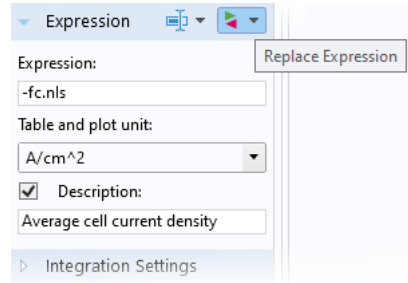 Expression
Replace Expression
Expression:
-fc.nls
Table and plot unit:
A/cm^2
Description:
Average cell current density
Integration Settings